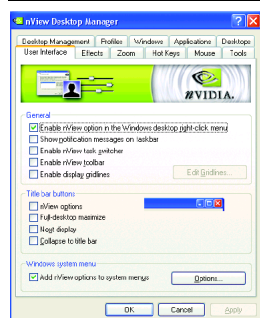 nView Desktop Manager
Desktop Management Profiles Windows Applications Desktops
User Interface Effects Zoom Hot Keys Mouse Tools
NVIDIA.
General
Enable nView option in the Windows desktop right-click menu
Show notification messages on taskbar
Enable nView task switcher
Enable nView toolbar
Enable display gridlines
Edit Gridlines...
Title bar buttons
nView options
Full-desktop maximize
Next display
Collapse to title bar
Windows system menu
Add nView options to system menus
Options...
OK Cancel Apply